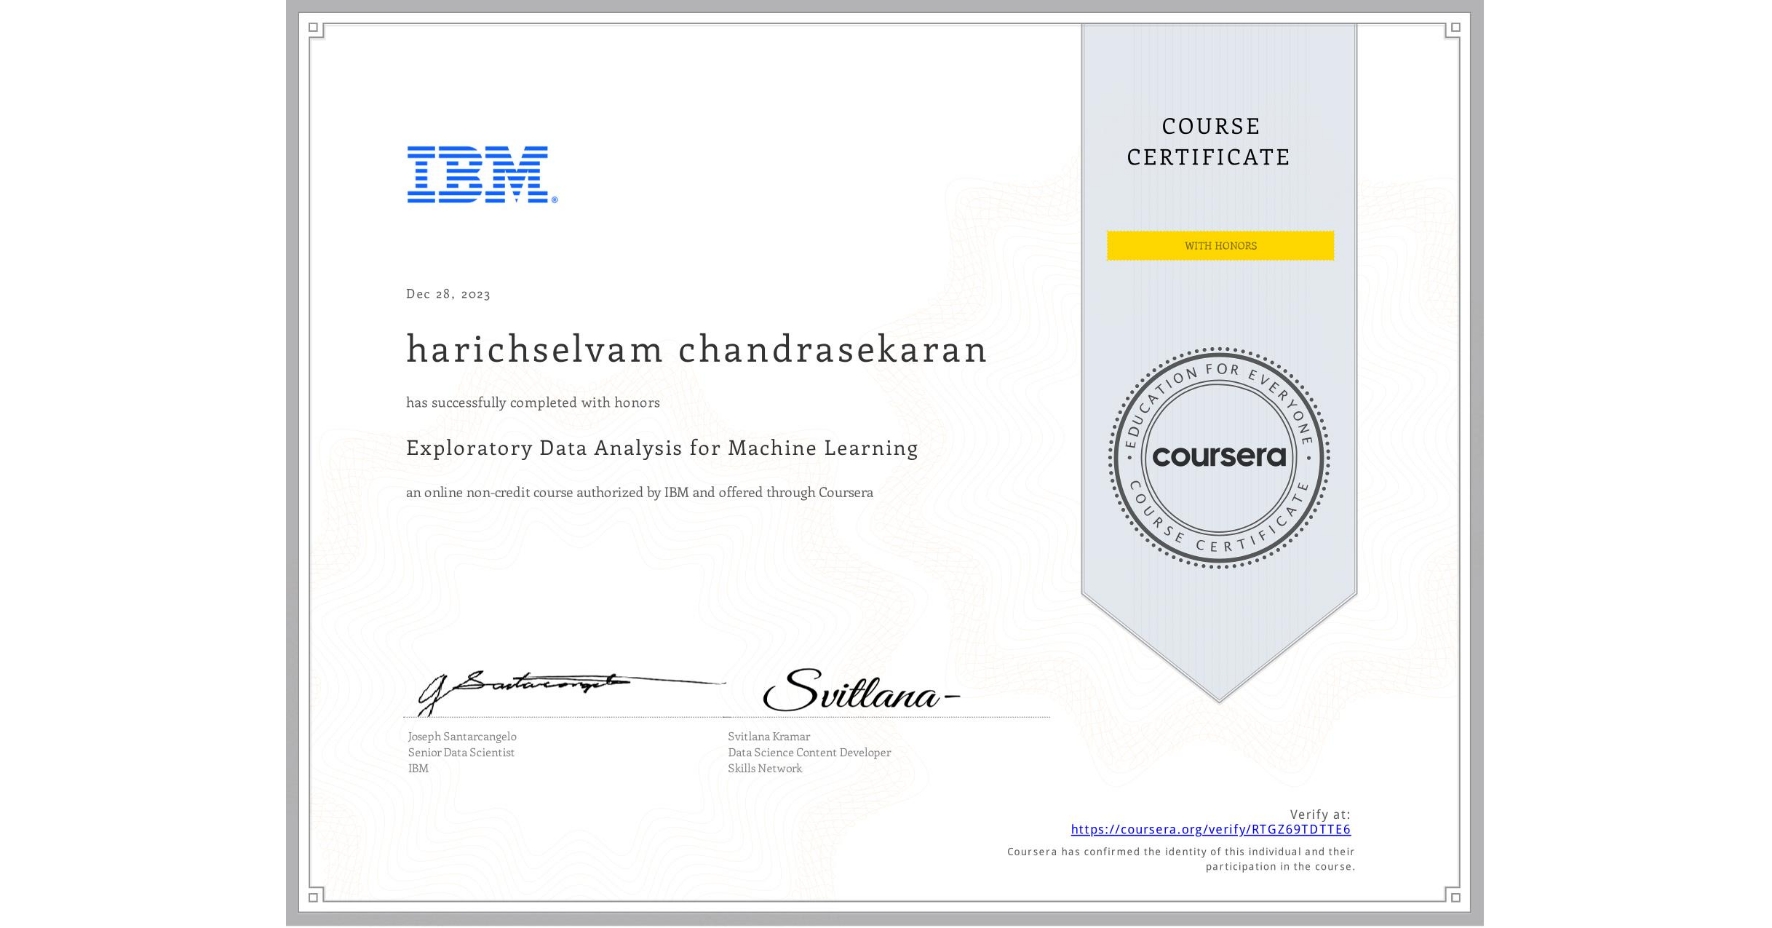 IBM®
COURSE
CERTIFICATE
WITH HONORS
Dec 28, 2023
harichselvam chandrasekaran
has successfully completed with honors
Exploratory Data Analysis for Machine Learning
an online non-credit course authorized by IBM and offered through Coursera
EDUCATION FOR EVERYONE
coursera
COURSE CERTIFICATE
J Santarcangelo
Svitlana-
Joseph Santarcangelo
Senior Data Scientist
IBM
Svitlana Kramar
Data Science Content Developer
Skills Network
Verify at:
https://coursera.org/verify/RTGZ69TDTTE6
Coursera has confirmed the identity of this individual and their
participation in the course.